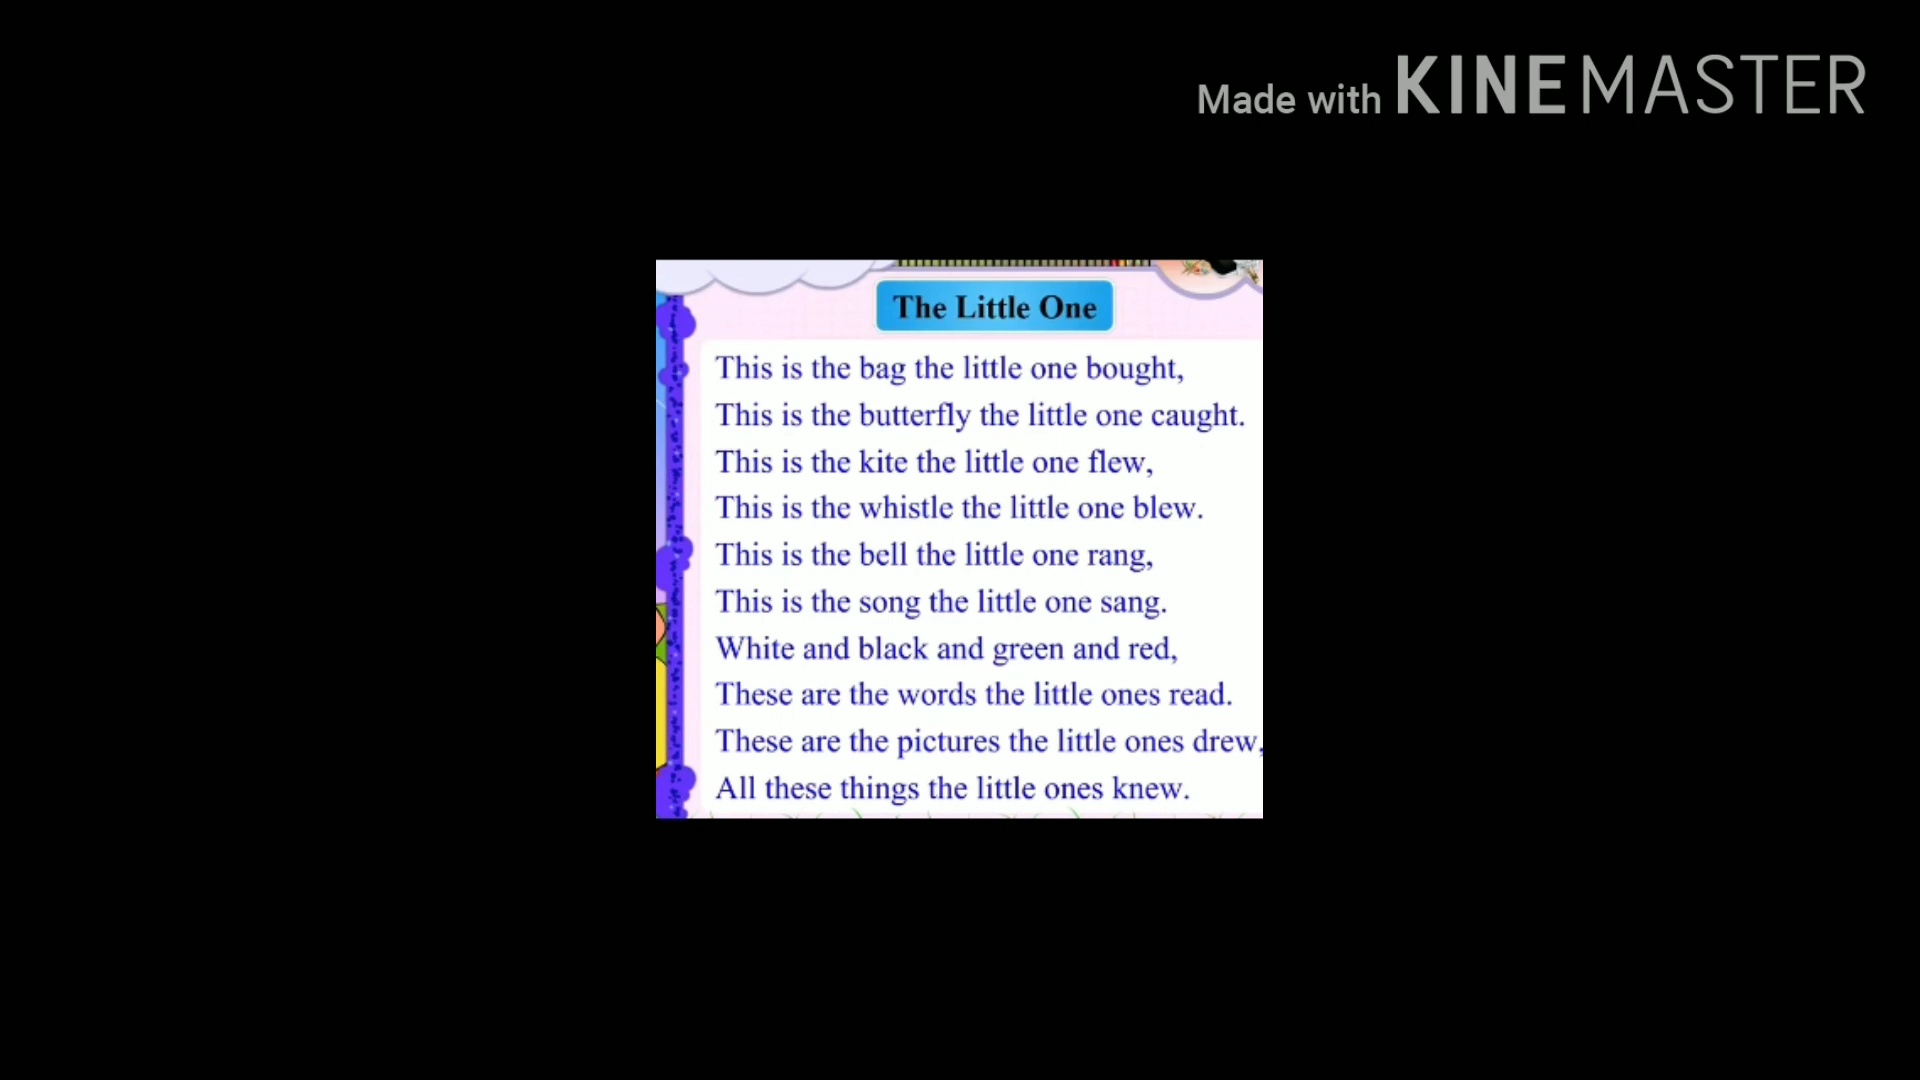 Made with KINEMASTER
The Little One
This is the bag the little one bought,
This is the butterfly the little one caught.
This is the kite the little one flew,
This is the whistle the little one blew.
This is the bell the little one rang,
This is the song the little one sang.
White and black and green and red,
These are the words the little ones read.
These are the pictures the little ones drew,
All these things the little ones knew.